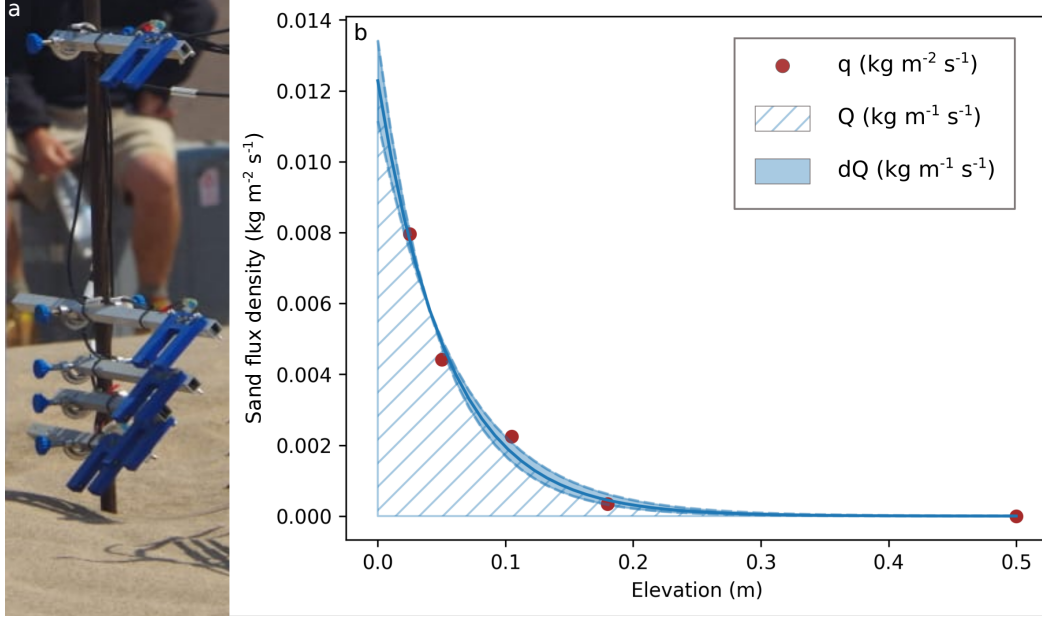 a
b
0.014
0.012
0.010
0.008
0.006
0.004
0.002
0.000
Sand flux density (kg m⁻² s⁻¹)
0.0 0.1 0.2 0.3 0.4 0.5
Elevation (m)
q (kg m⁻² s⁻¹)
Q (kg m⁻¹ s⁻¹)
dQ (kg m⁻¹ s⁻¹)